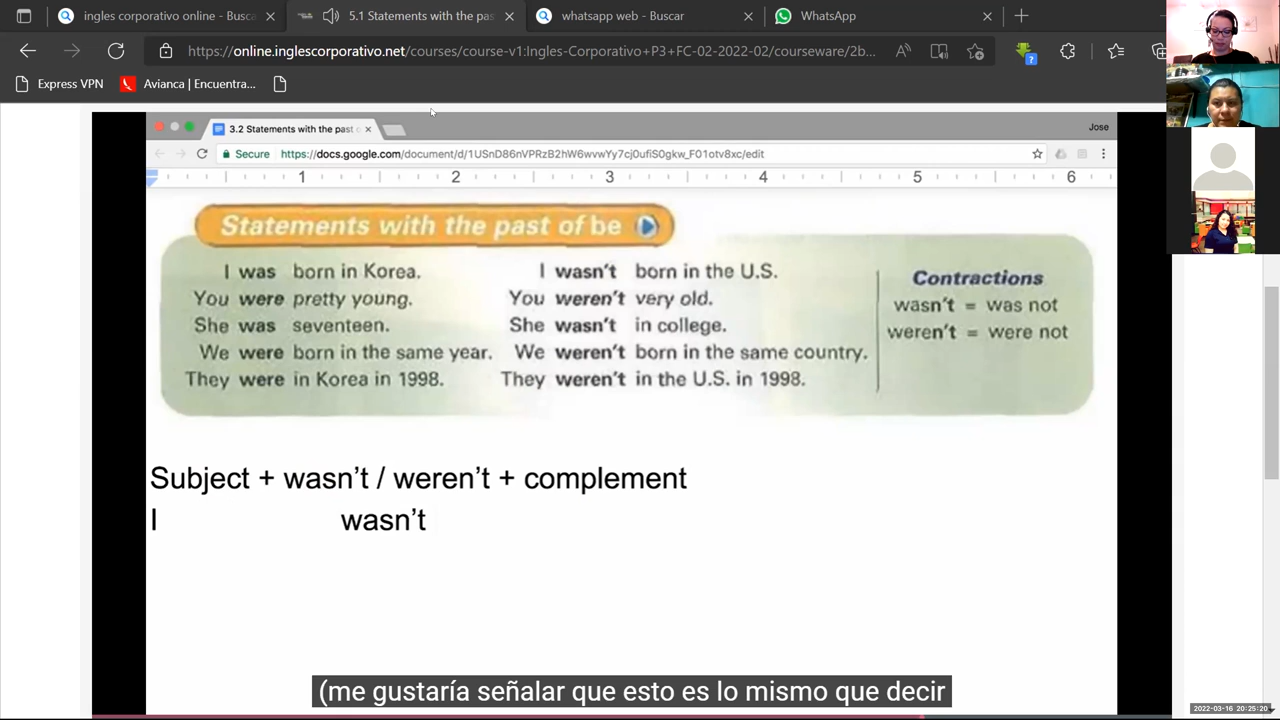 ingles corporativo online - Busca
5.1 Statements with the pas
whatsapp web - Buscar
WhatsApp
https://online.inglescorporativo.net/courses/course-v1:Ingles-Corporativo+P3+FC-02-2022-02/courseware/2b...
Express VPN
Avianca | Encuentra...
3.2 Statements with the past
Jose
Secure
https://docs.google.com/document/d/1USnD86nVPRzB2hW6wvwYy7cj0ufiS0gkw_F01otv8xc/edit
1 2 3 4 5 6
Statements with the of be
I was born in Korea. I wasn't born in the U.S.
You were pretty young. You weren't very old.
She was seventeen. She wasn't in college.
We were born in the same year. We weren't born in the same country.
They were in Korea in 1998. They weren't in the U.S. in 1998.
Contractions
wasn't = was not
weren't = were not
Subject + wasn't / weren't + complement
I wasn't
(me gustaría señalar que esto es lo mismo que decir
2022-03-16 20:25:20